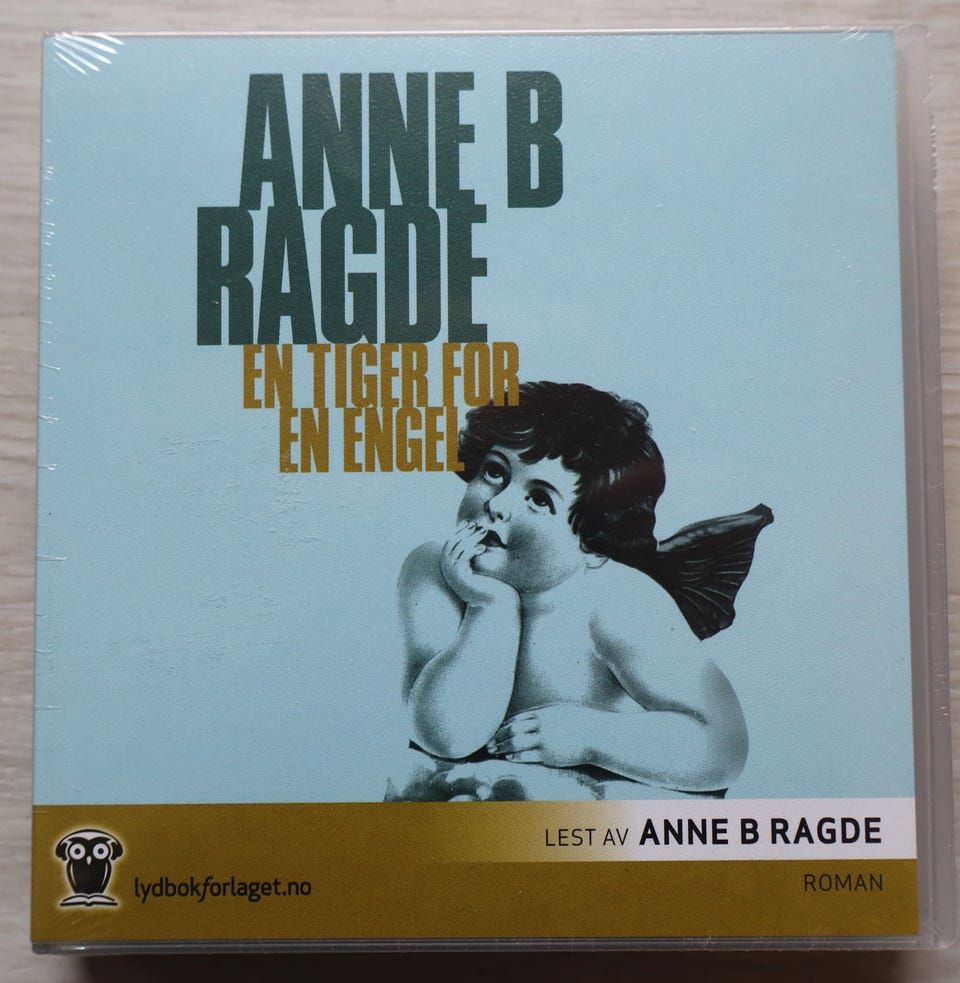 ANNE B
RAGDE
EN TIGER FOR
EN ENGEL
LEST AV ANNE B RAGDE
lydbokforlaget.no
ROMAN